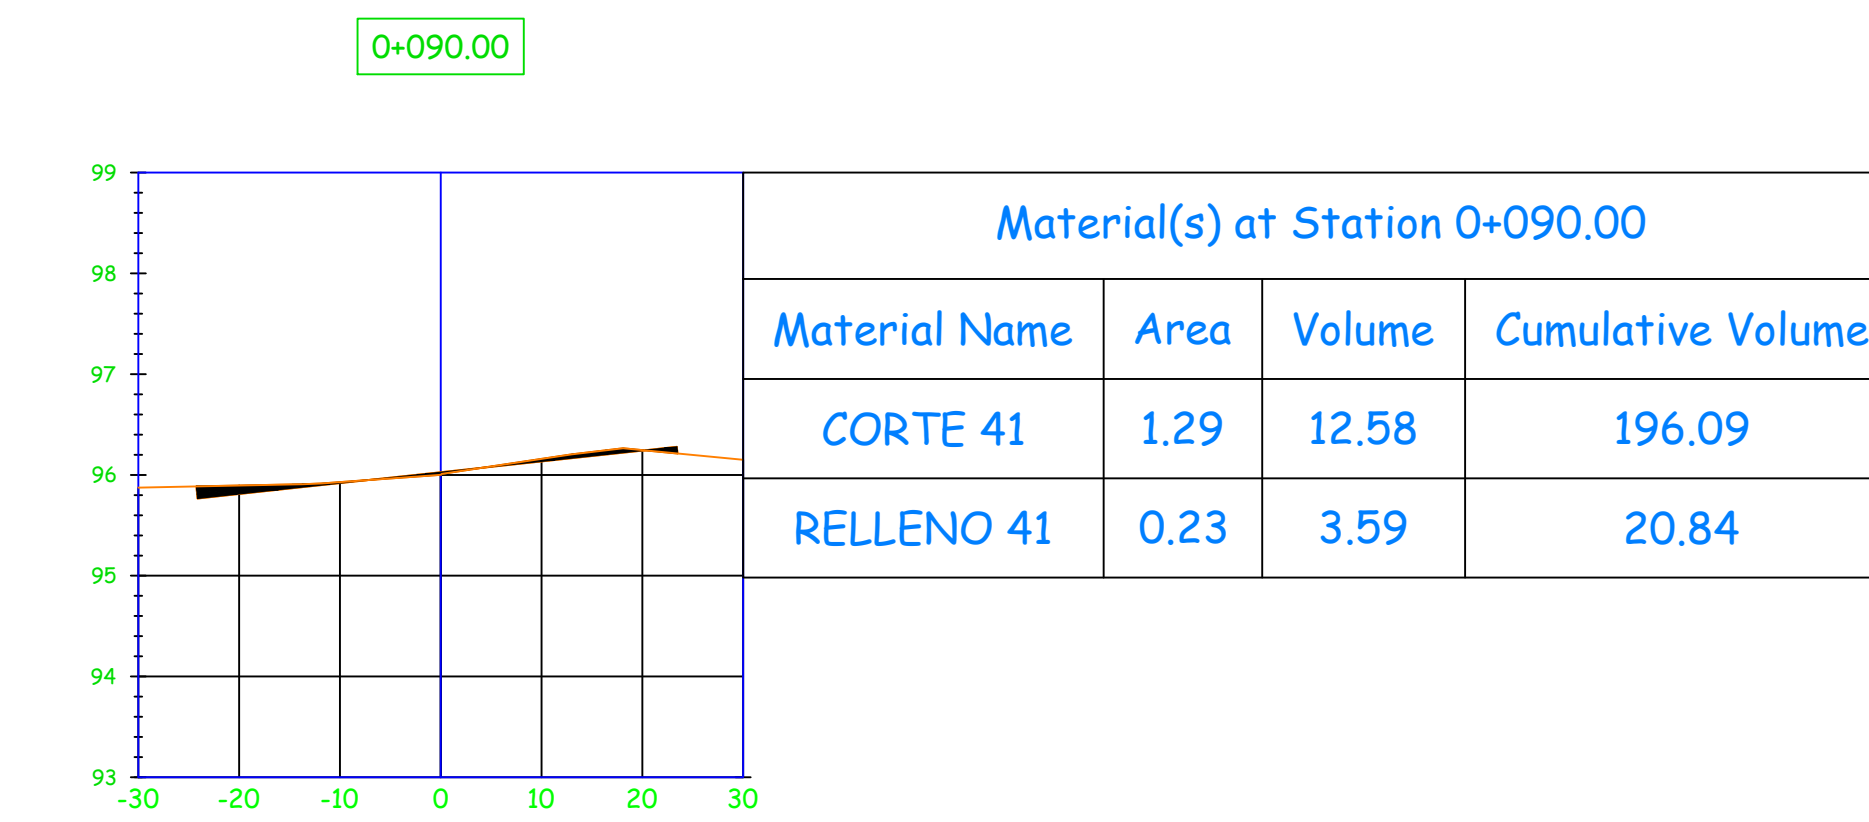 0+090.00
99
98
97
96
95
94
93
-30 -20 -10 0 10 20 30
Material(s) at Station 0+090.00
Material Name Area Volume Cumulative Volume
CORTE 41 1.29 12.58 196.09
RELLENO 41 0.23 3.59 20.84